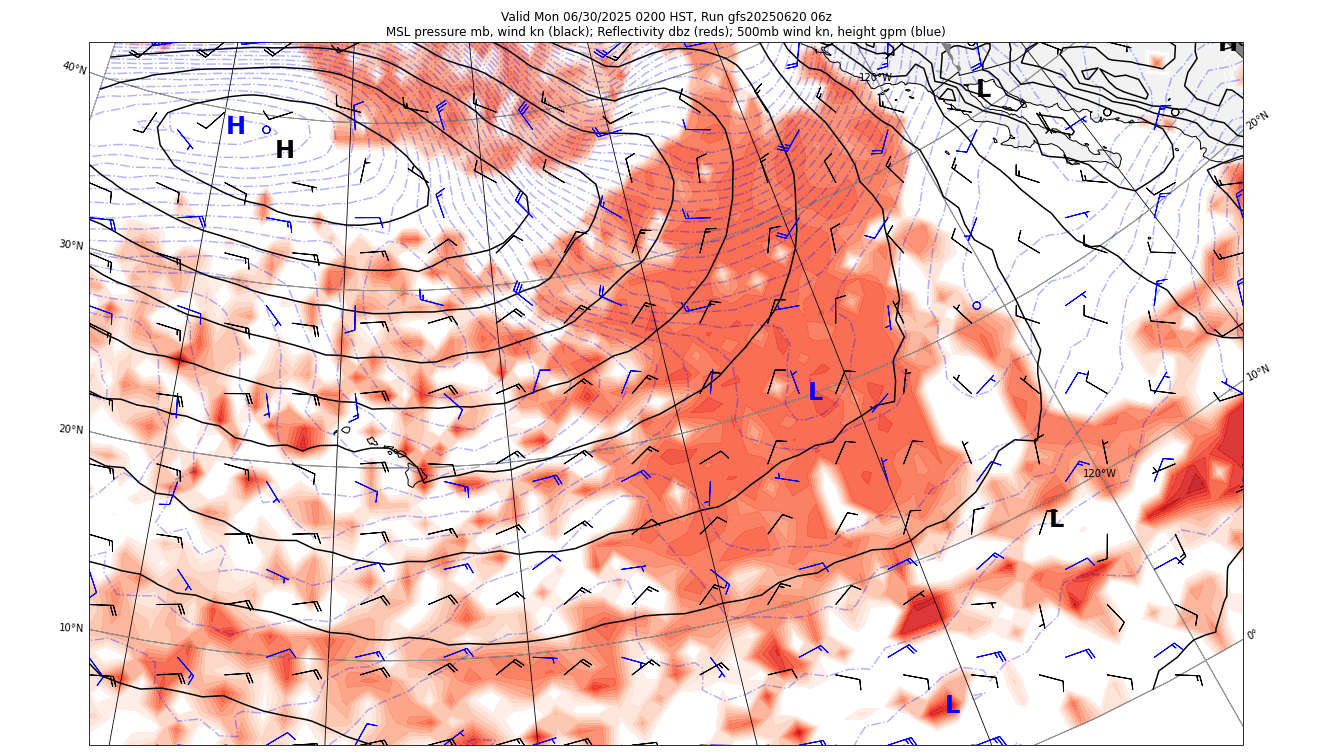 Valid Mon 06/30/2025 0200 HST, Run gfs20250620 06z
MSL pressure mb, wind kn (black); Reflectivity dbz (reds); 500mb wind kn, height gpm (blue)
H
40°N
120°W
L
20°N
H
H
30°N
10°N
L
20°N
120°W
L
10°N
0°
L